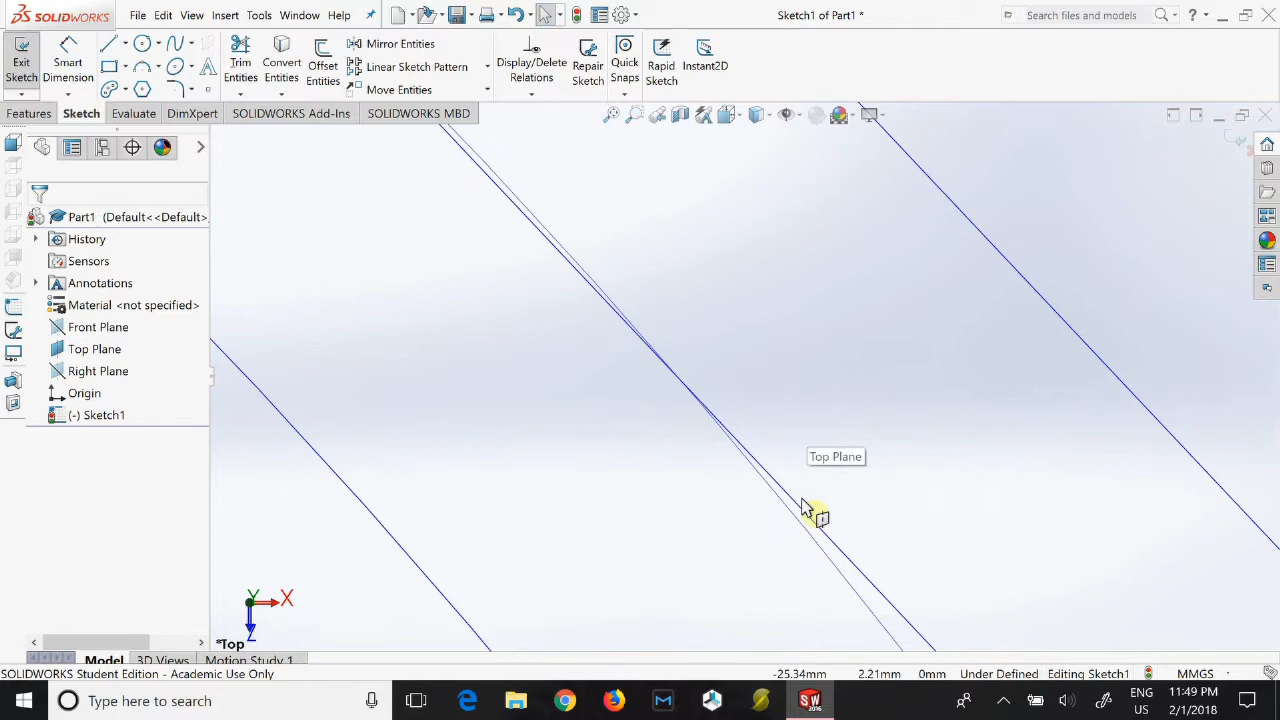 SOLIDWORKS
File
Edit
View
Insert
Tools
Window
Help
Sketch1 of Part1 *
Search files and models
?
Exit
Sketch
Smart
Dimension
Trim
Entities
Convert
Entities
Offset
Entities
Mirror Entities
Linear Sketch Pattern
Move Entities
Display/Delete
Relations
Repair
Sketch
Quick
Snaps
Rapid
Sketch
Instant2D
Features
Sketch
Evaluate
DimXpert
SOLIDWORKS Add-Ins
SOLIDWORKS MBD
Part1 (Default<<Default>
History
Sensors
Annotations
Material <not specified>
Front Plane
Top Plane
Right Plane
Origin
(-) Sketch1
Top Plane
Y
X
Z
*Top
Model
3D Views
Motion Study 1
SOLIDWORKS Student Edition - Academic Use Only
-25.34mm
2.21mm
0mm
Under Defined
Editing Sketch1
MMGS
Type here to search
SW
2016
ENG
US
11:49 PM
2/1/2018